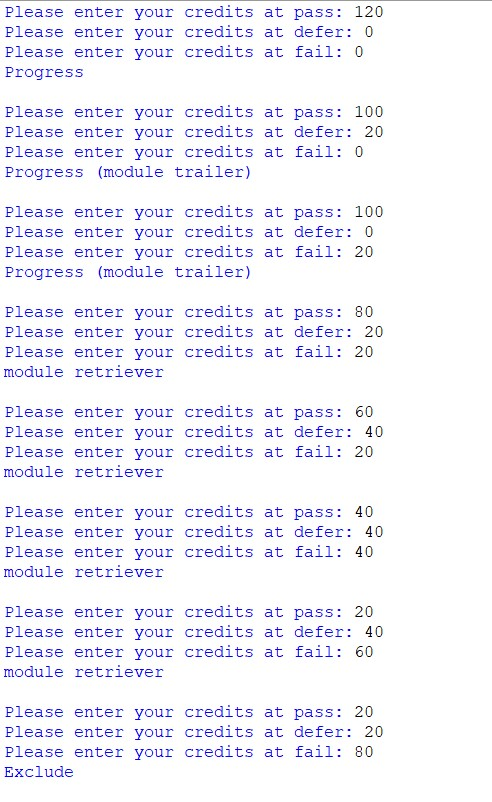 Please enter your credits at pass: 120
Please enter your credits at defer: 0
Please enter your credits at fail: 0
Progress
Please enter your credits at pass: 100
Please enter your credits at defer: 20
Please enter your credits at fail: 0
Progress (module trailer)
Please enter your credits at pass: 100
Please enter your credits at defer: 0
Please enter your credits at fail: 20
Progress (module trailer)
Please enter your credits at pass: 80
Please enter your credits at defer: 20
Please enter your credits at fail: 20
module retriever
Please enter your credits at pass: 60
Please enter your credits at defer: 40
Please enter your credits at fail: 20
module retriever
Please enter your credits at pass: 40
Please enter your credits at defer: 40
Please enter your credits at fail: 40
module retriever
Please enter your credits at pass: 20
Please enter your credits at defer: 40
Please enter your credits at fail: 60
module retriever
Please enter your credits at pass: 20
Please enter your credits at defer: 20
Please enter your credits at fail: 80
Exclude